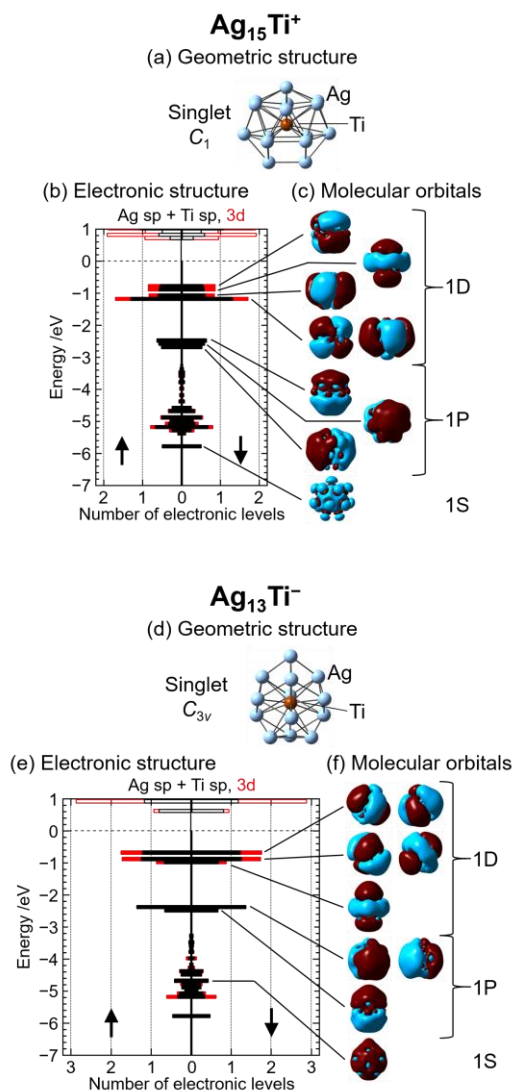 Ag₁₅Ti⁺
(a) Geometric structure
Singlet
C₁
Ag
Ti
(b) Electronic structure
(c) Molecular orbitals
Ag sp + Ti sp, 3d
1
0
−1
−2
−3
−4
−5
−6
−7
Energy /eV
2 1 0 1 2
Number of electronic levels
1D
1P
1S
Ag₁₃Ti⁻
(d) Geometric structure
Singlet
C₃ᵥ
Ag
Ti
(e) Electronic structure
(f) Molecular orbitals
Ag sp + Ti sp, 3d
1
0
−1
−2
−3
−4
−5
−6
−7
Energy /eV
3 2 1 0 1 2 3
Number of electronic levels
1D
1P
1S